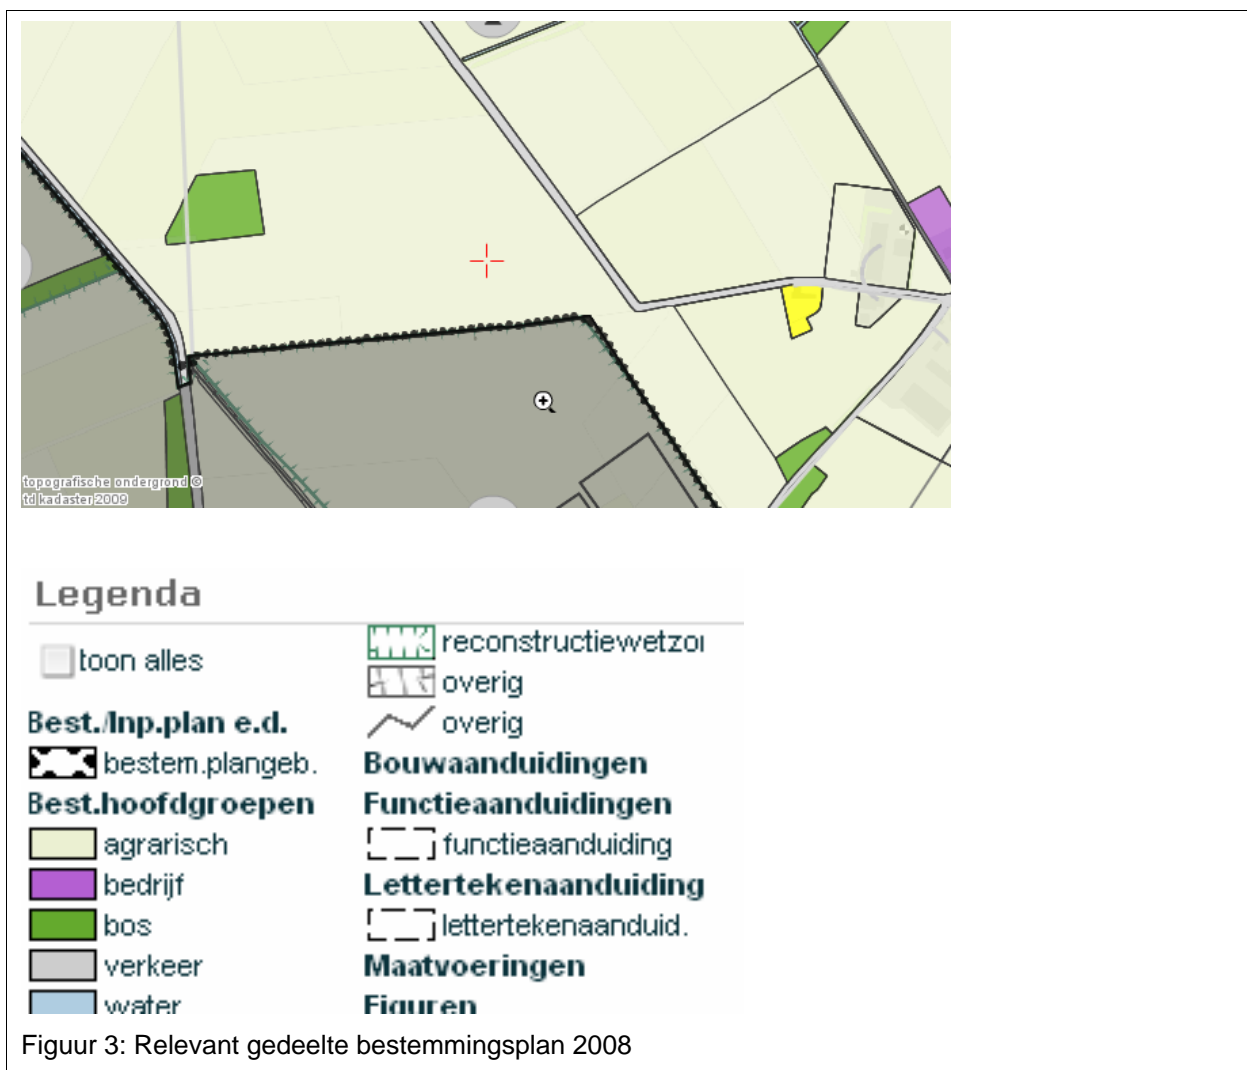 topografische ondergrond ©
td kadaster 2009
Legenda
toon alles
Best./Inp.plan e.d.
bestem.plangeb.
Best.hoofdgroepen
agrarisch
bedrijf
bos
verkeer
water
reconstructiewetzoı
overig
overig
Bouwaanduidingen
Functieaanduidingen
functieaanduiding
Lettertekenaanduiding
lettertekenaanduid.
Maatvoeringen
Figuren
Figuur 3: Relevant gedeelte bestemmingsplan 2008